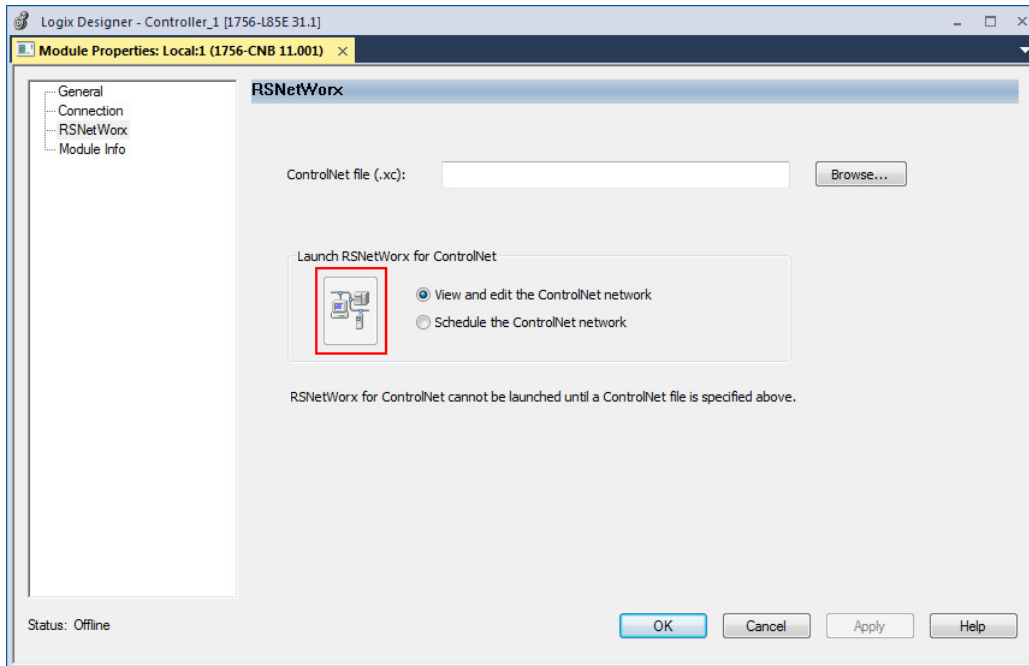 Logix Designer - Controller_1 [1756-L85E 31.1]
Module Properties: Local:1 (1756-CNB 11.001)
General
Connection
RSNetWorx
Module Info
RSNetWorx
ControlNet file (.xc):
Browse...
Launch RSNetWorx for ControlNet
View and edit the ControlNet network
Schedule the ControlNet network
RSNetWorx for ControlNet cannot be launched until a ControlNet file is specified above.
Status: Offline
OK
Cancel
Apply
Help